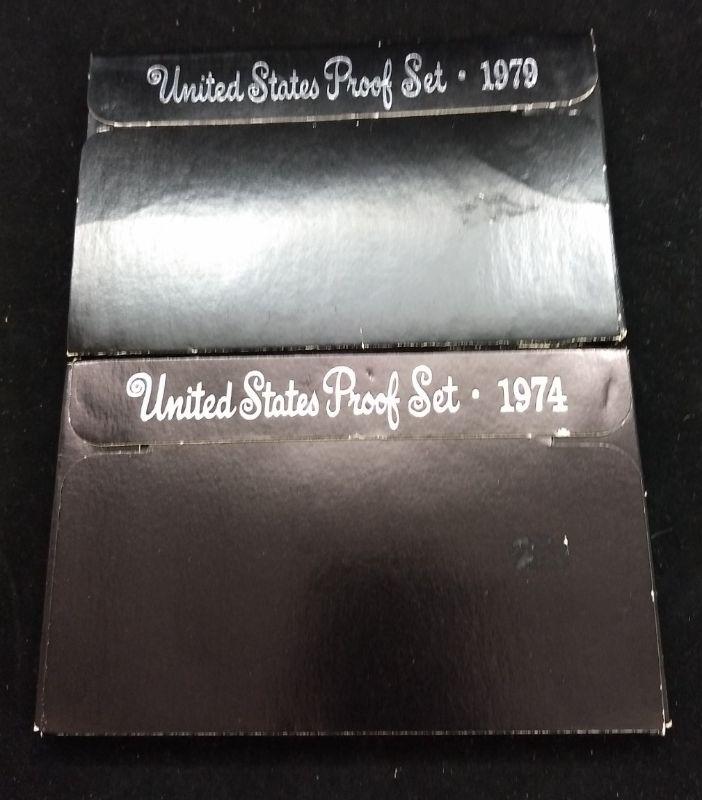 United States Proof Set · 1979
United States Proof Set · 1974